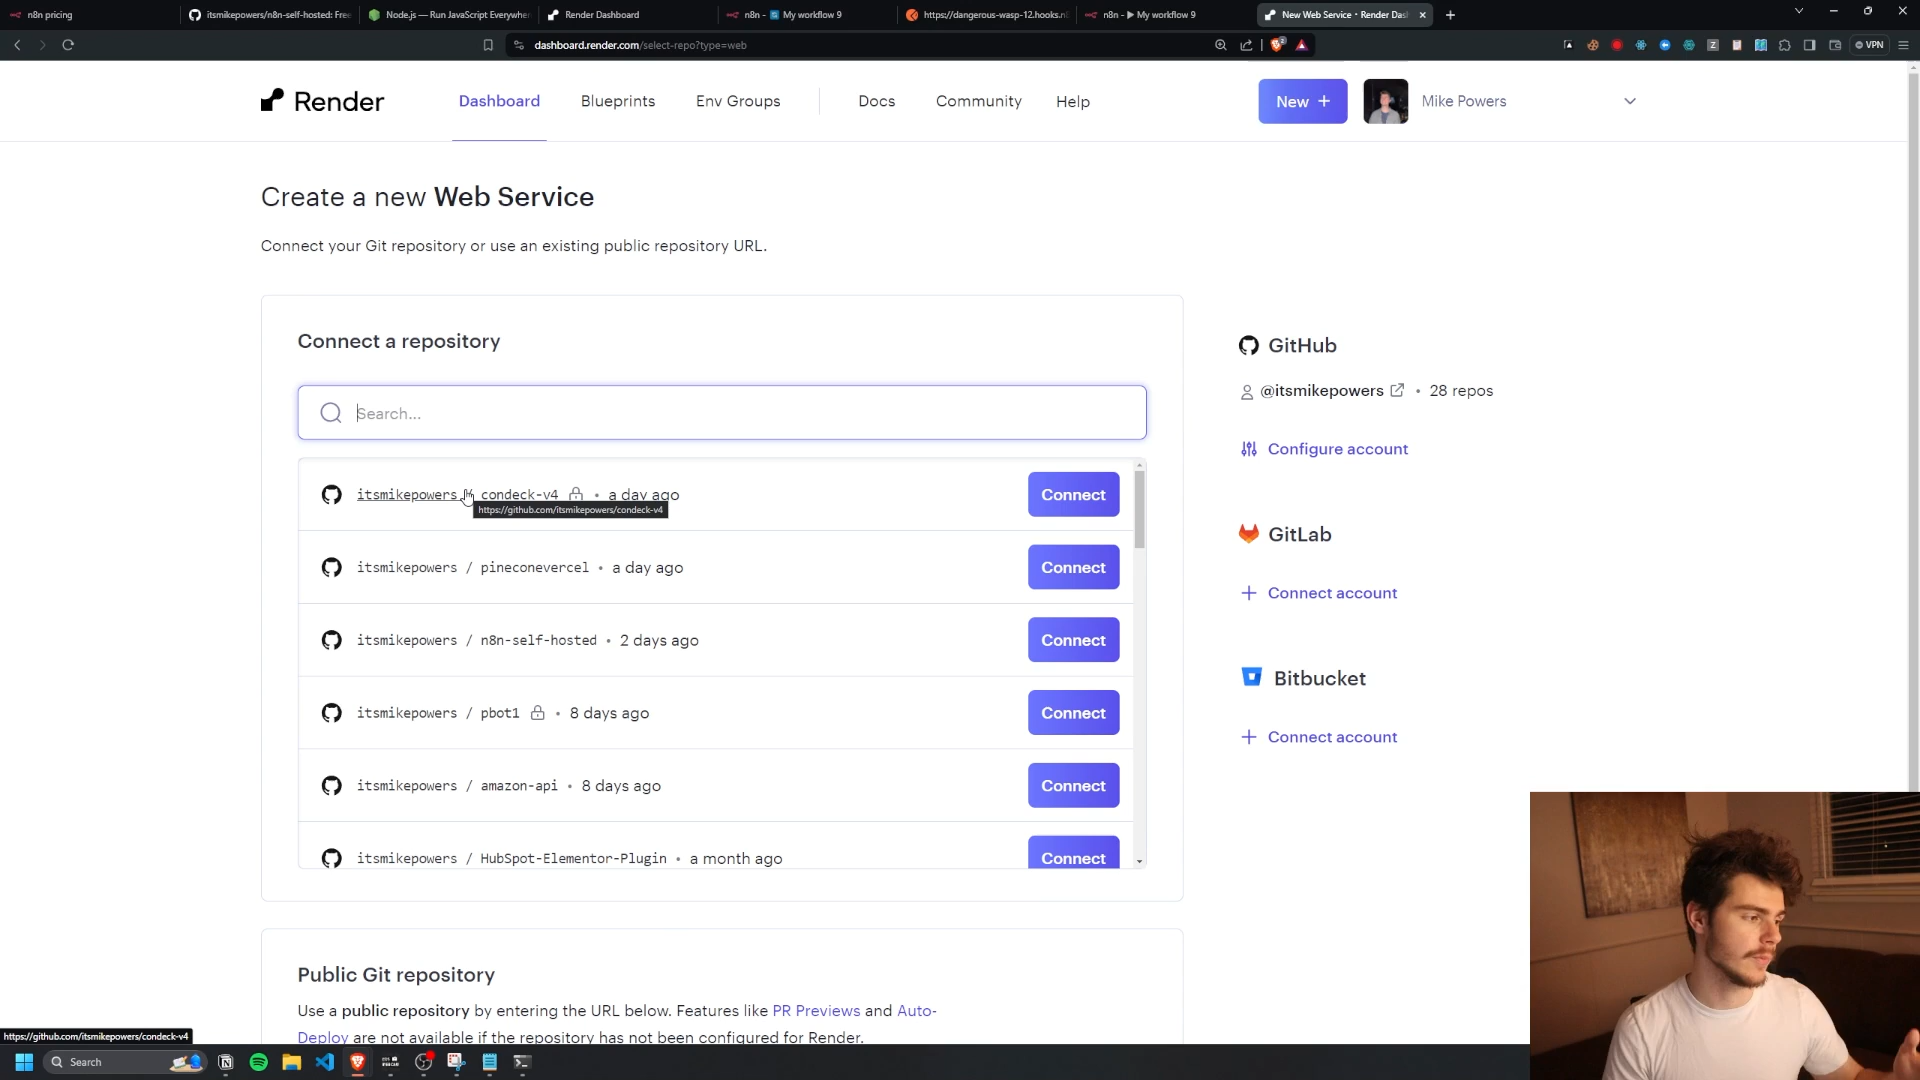 n8n pricing
itsmikepowers/n8n-self-hosted: Free
Node.js — Run JavaScript Everywher
Render Dashboard
n8n - My workflow 9
https://dangerous-wasp-12.hooks.n
n8n - ▶ My workflow 9
New Web Service · Render Das
dashboard.render.com/select-repo?type=web
VPN
Render
Dashboard
Blueprints
Env Groups
Docs
Community
Help
New +
Mike Powers
Create a new Web Service
Connect your Git repository or use an existing public repository URL.
Connect a repository
Search...
itsmikepowers / condeck-v4 • a day ago
Connect
https://github.com/itsmikepowers/condeck-v4
itsmikepowers / pineconevercel • a day ago
Connect
itsmikepowers / n8n-self-hosted • 2 days ago
Connect
itsmikepowers / pbot1 • 8 days ago
Connect
itsmikepowers / amazon-api • 8 days ago
Connect
itsmikepowers / HubSpot-Elementor-Plugin • a month ago
Connect
GitHub
@itsmikepowers • 28 repos
Configure account
GitLab
+ Connect account
Bitbucket
+ Connect account
Public Git repository
Use a public repository by entering the URL below. Features like PR Previews and Auto-
Deploy are not available if the repository has not been configured for Render.
https://github.com/itsmikepowers/condeck-v4
Search